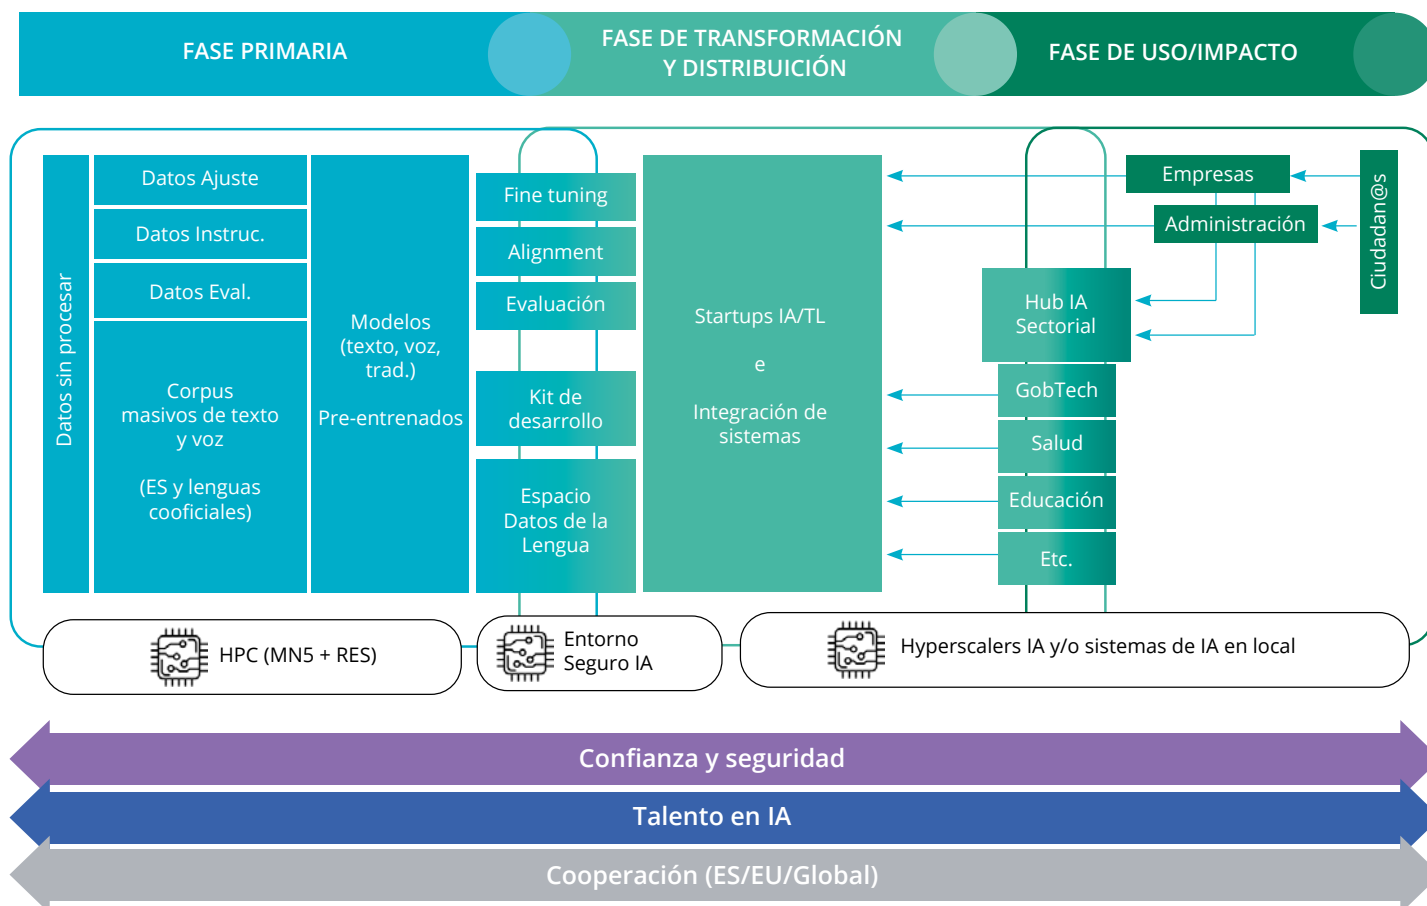 FASE PRIMARIA
FASE DE TRANSFORMACIÓN
Y DISTRIBUICIÓN
FASE DE USO/IMPACTO
Datos sin procesar
Datos Ajuste
Datos Instruc.
Datos Eval.
Corpus
masivos de texto
y voz
(ES y lenguas
cooficiales)
Modelos
(texto, voz,
trad.)
Pre-entrenados
Fine tuning
Alignment
Evaluación
Kit de
desarrollo
Espacio
Datos de la
Lengua
Startups IA/TL
e
Integración de
sistemas
Empresas
Administración
Ciudadan@s
Hub IA
Sectorial
GobTech
Salud
Educación
Etc.
HPC (MN5 + RES)
Entorno
Seguro IA
Hyperscalers IA y/o sistemas de IA en local
Confianza y seguridad
Talento en IA
Cooperación (ES/EU/Global)